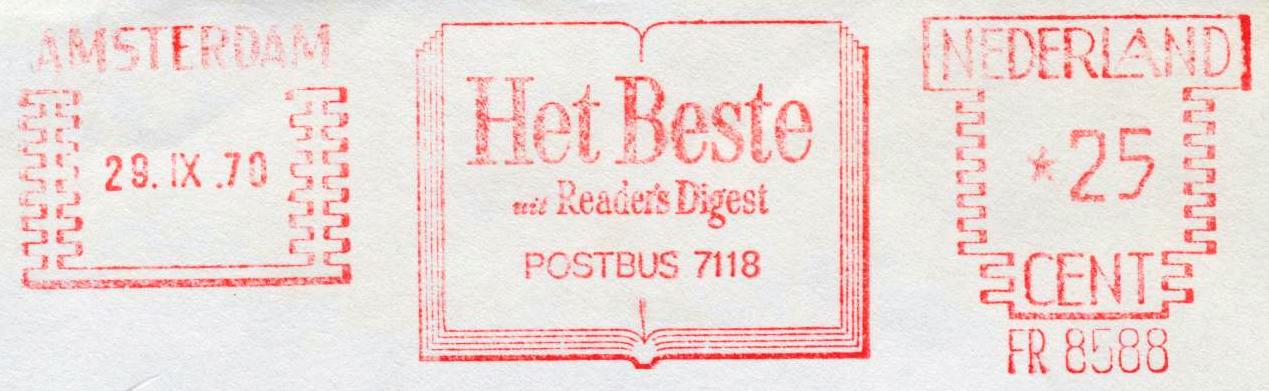 AMSTERDAM
29.IX.70
Het Beste
uit Reader's Digest
POSTBUS 7118
NEDERLAND
*25
CENT
FR 8588